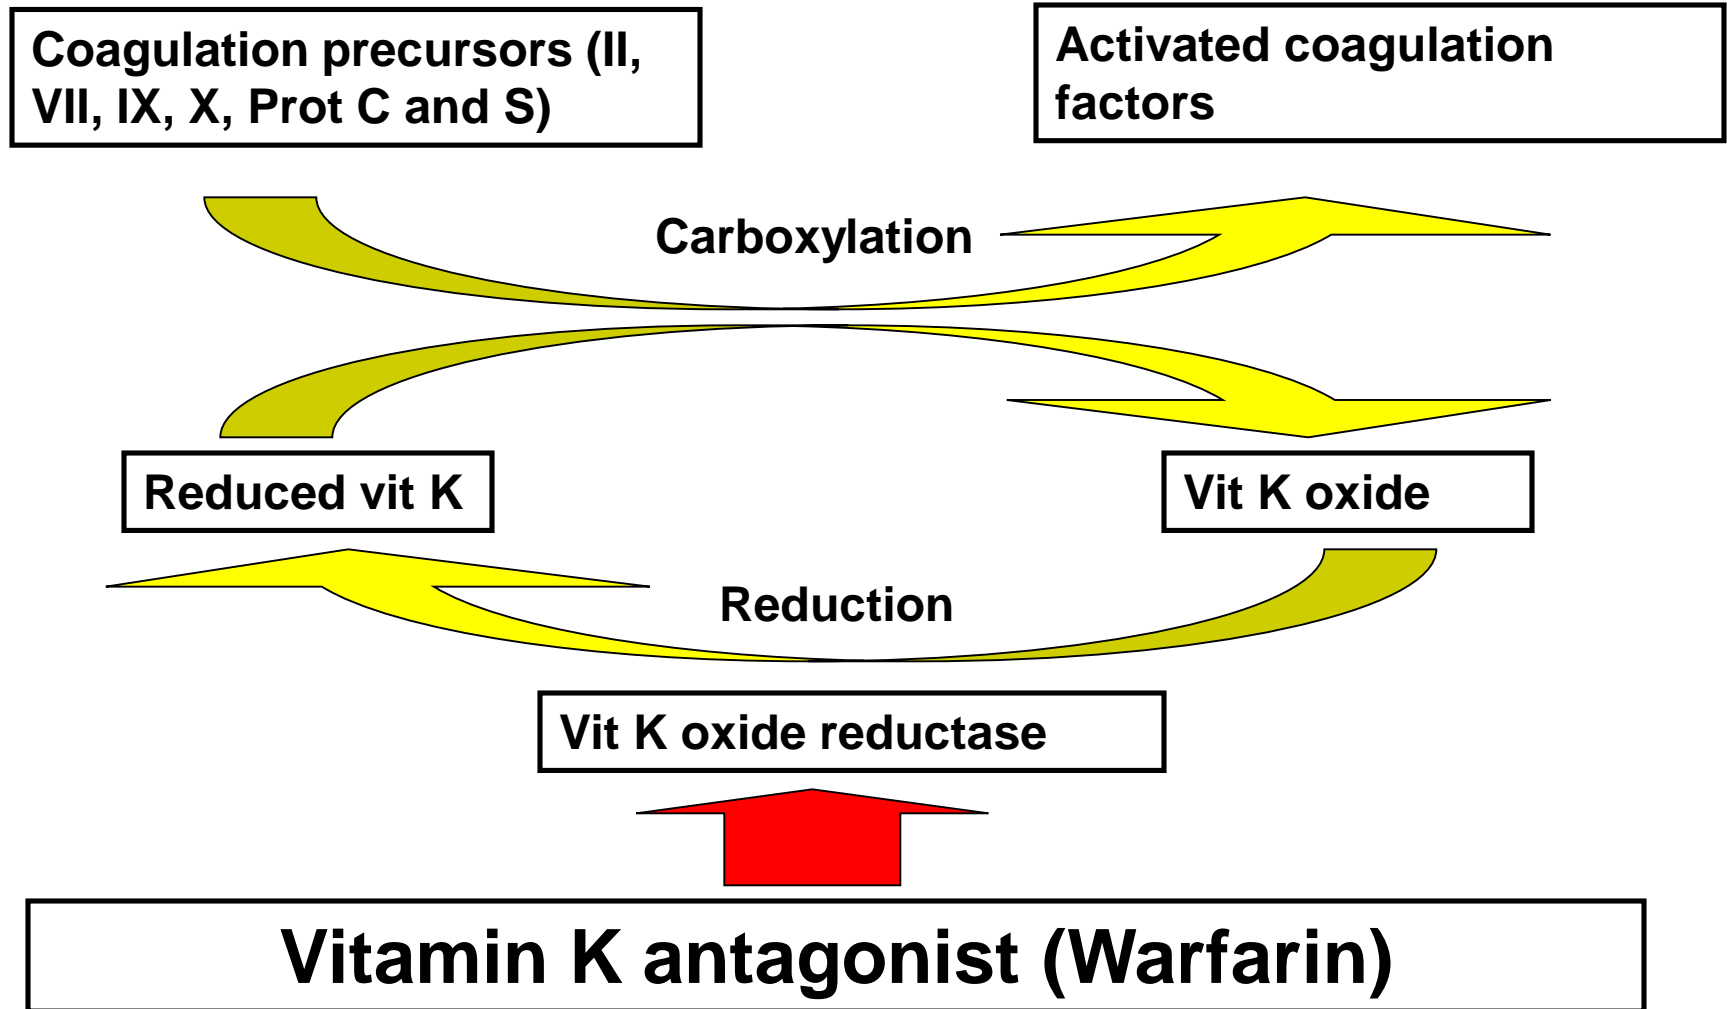 Coagulation precursors (II,
VII, IX, X, Prot C and S)
Activated coagulation
factors
Carboxylation
Reduced vit K
Vit K oxide
Reduction
Vit K oxide reductase
Vitamin K antagonist (Warfarin)